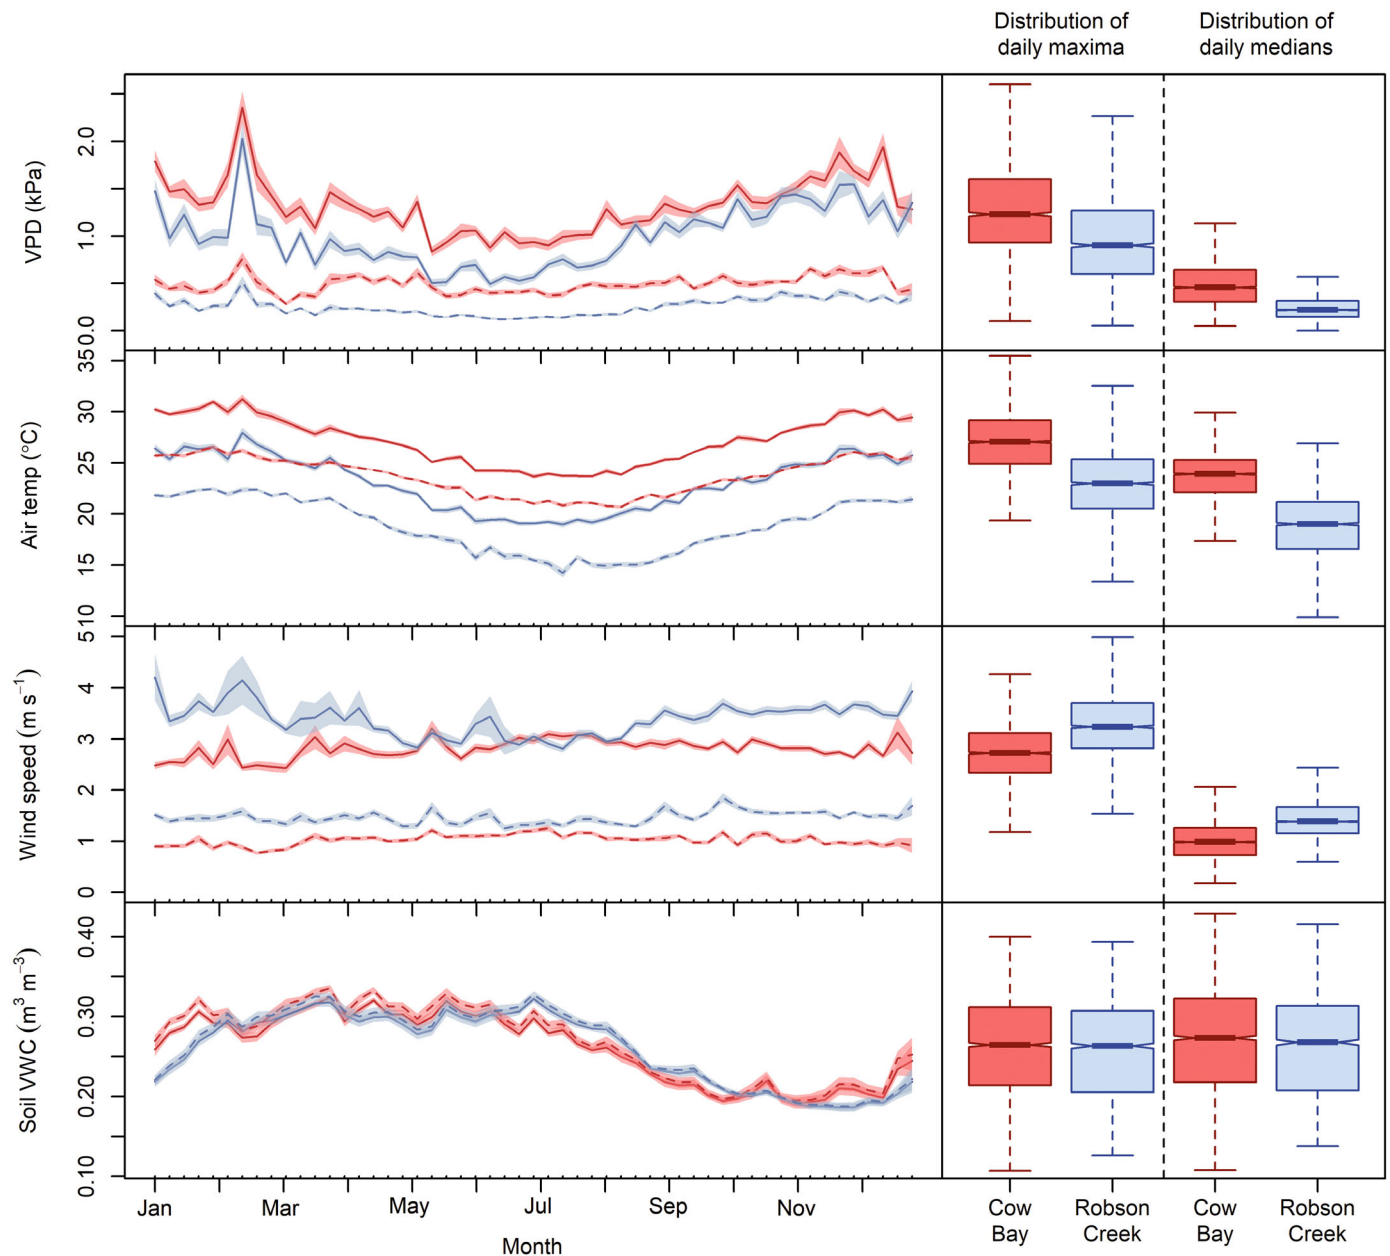 Distribution of
daily maxima
Distribution of
daily medians
VPD (kPa)
2.0
1.0
0.0
Air temp (°C)
35
30
25
20
15
10
Wind speed (m s⁻¹)
5
4
3
2
1
0
Soil VWC (m³ m⁻³)
0.40
0.30
0.20
0.10
Jan
Mar
May
Jul
Sep
Nov
Month
Cow
Bay
Robson
Creek
Cow
Bay
Robson
Creek